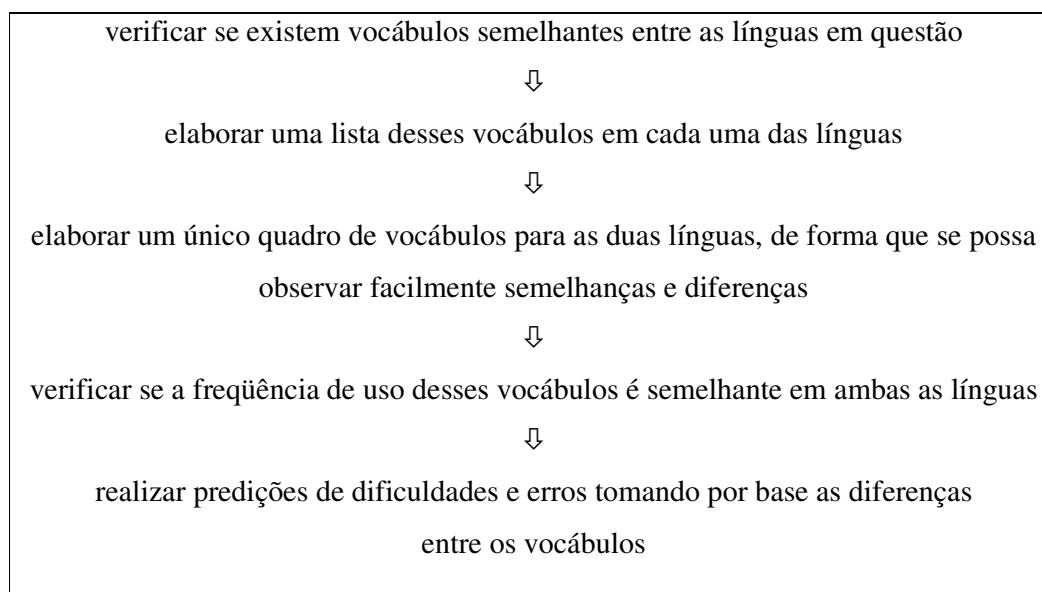 verificar se existem vocábulos semelhantes entre as línguas em questão
⇩
elaborar uma lista desses vocábulos em cada uma das línguas
⇩
elaborar um único quadro de vocábulos para as duas línguas, de forma que se possa
observar facilmente semelhanças e diferenças
⇩
verificar se a freqüência de uso desses vocábulos é semelhante em ambas as línguas
⇩
realizar predições de dificuldades e erros tomando por base as diferenças
entre os vocábulos